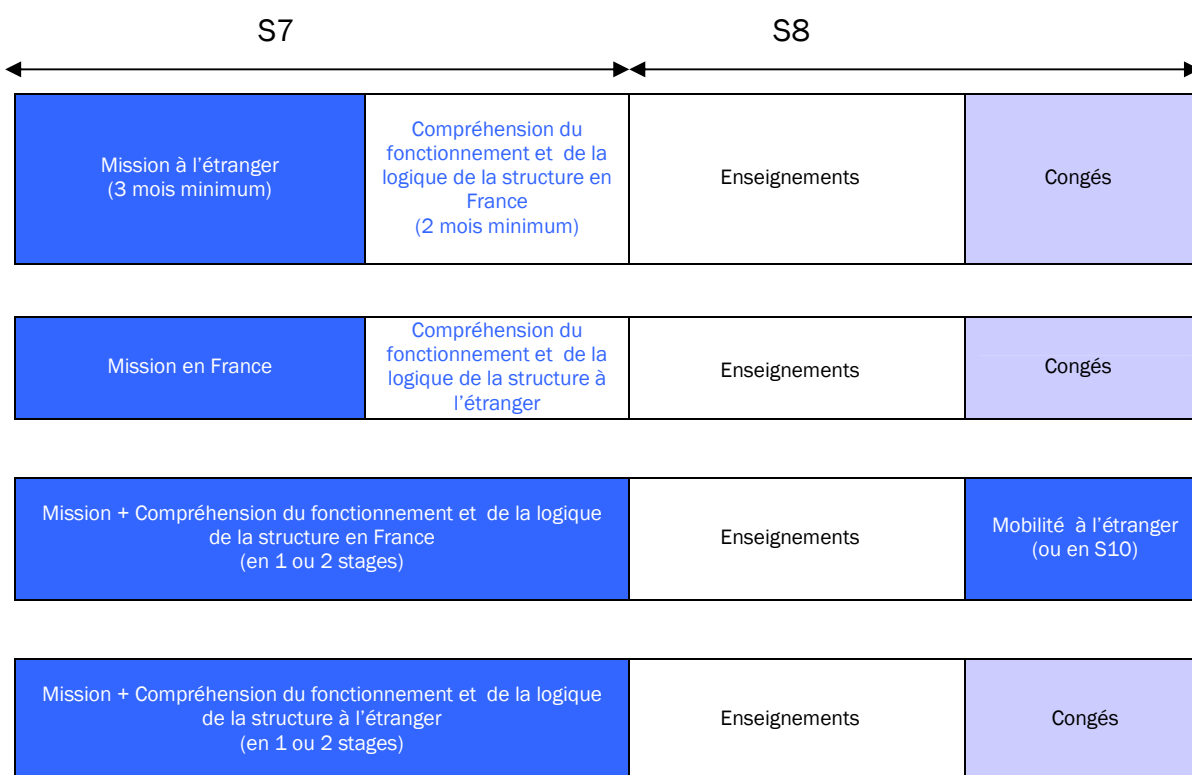 S7
S8
Mission à l’étranger
(3 mois minimum)
Compréhension du
fonctionnement et de la
logique de la structure en
France
(2 mois minimum)
Enseignements
Congés
Mission en France
Compréhension du
fonctionnement et de la
logique de la structure à
l’étranger
Enseignements
Congés
Mission + Compréhension du fonctionnement et de la logique
de la structure en France
(en 1 ou 2 stages)
Enseignements
Mobilité à l’étranger
(ou en S10)
Mission + Compréhension du fonctionnement et de la logique
de la structure à l’étranger
(en 1 ou 2 stages)
Enseignements
Congés